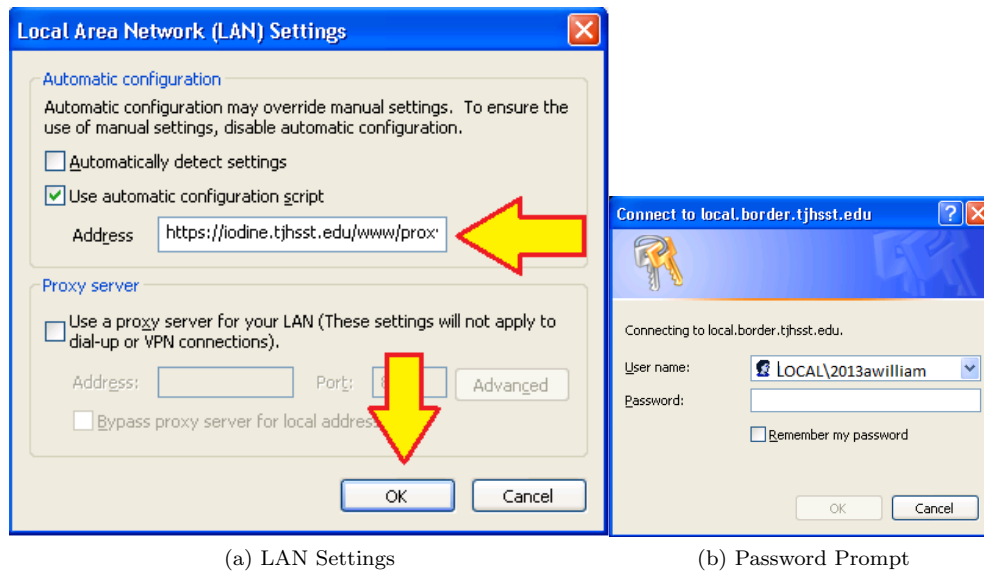 Local Area Network (LAN) Settings
Automatic configuration
Automatic configuration may override manual settings. To ensure the
use of manual settings, disable automatic configuration.
Automatically detect settings
Use automatic configuration script
Address https://iodine.tjhsst.edu/www/prox
Proxy server
Use a proxy server for your LAN (These settings will not apply to
dial-up or VPN connections).
Address: Port: Advanced
Bypass proxy server for local
OK Cancel
(a) LAN Settings
Connect to local.border.tjhsst.edu
Connecting to local.border.tjhsst.edu.
User name: LOCAL\2013awilliam
Password:
Remember my password
OK Cancel
(b) Password Prompt